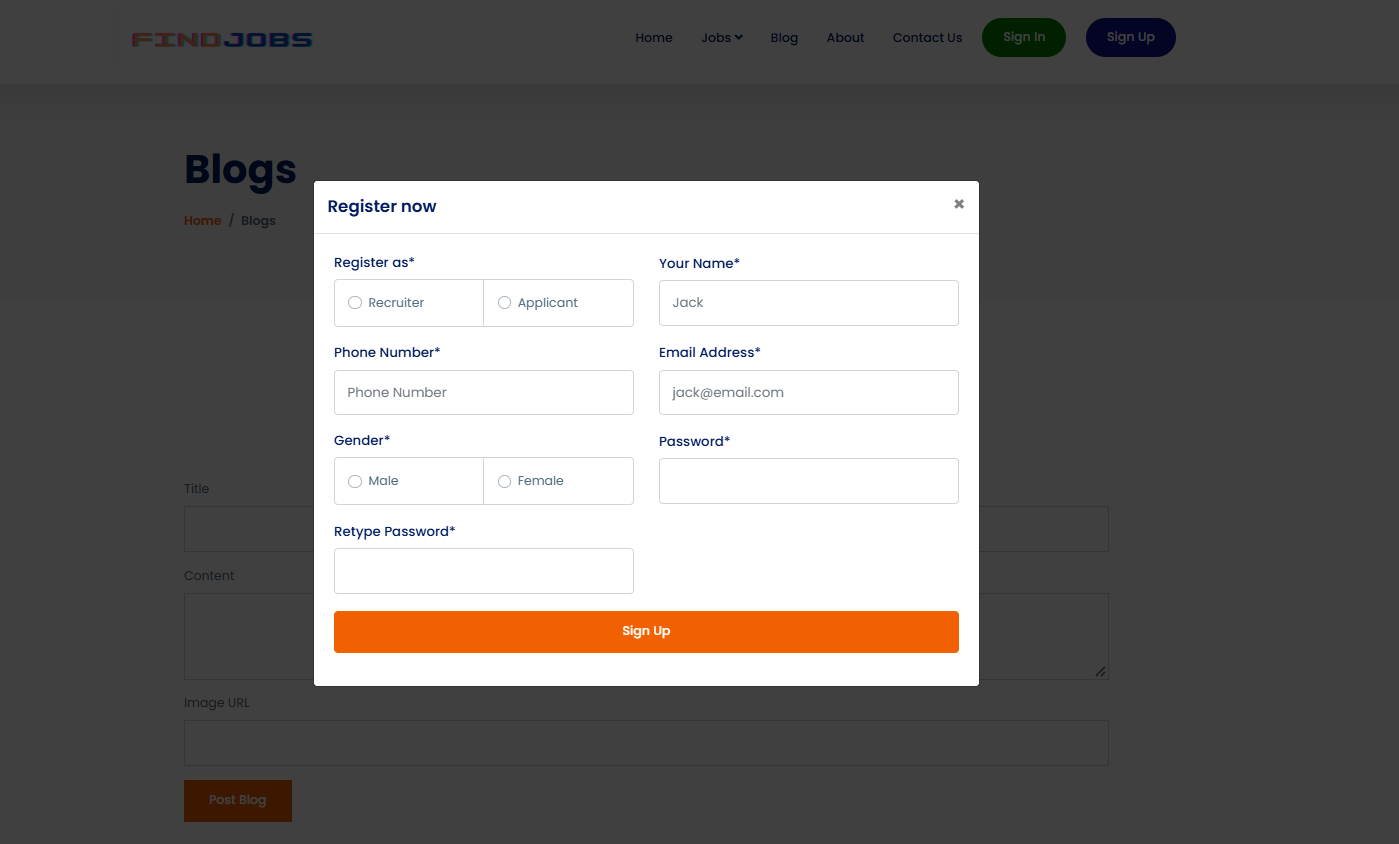 FINDJOBS
Home Jobs Blog About Contact Us Sign In Sign Up
Blogs
Home / Blogs
Register now ✖
Register as* Your Name*
Recruiter Applicant Jack
Phone Number* Email Address*
Phone Number jack@email.com
Gender* Password*
Male Female
Retype Password*
Sign Up
Title
Content
Image URL
Post Blog